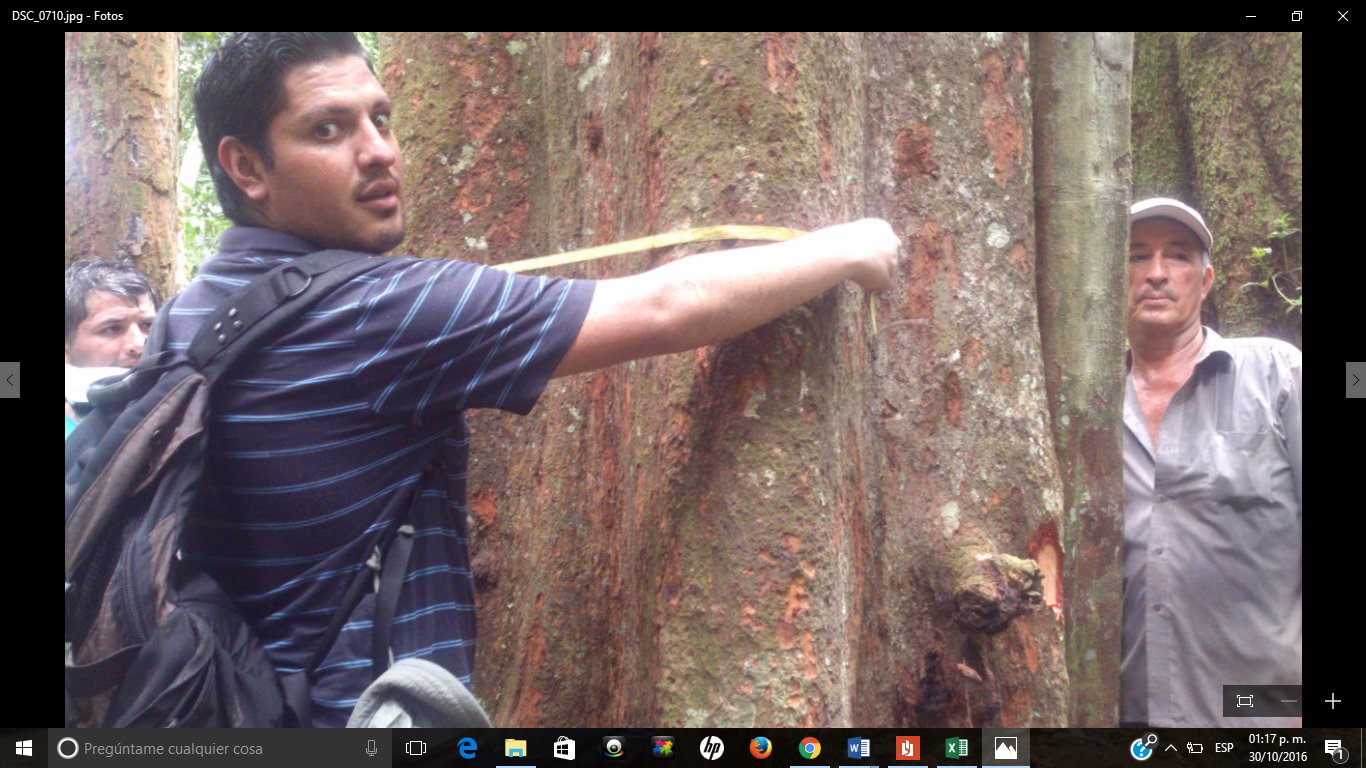 DSC_0710.jpg - Fotos
Pregúntame cualquier cosa
ESP
01:17 p. m.
30/10/2016
1
hp